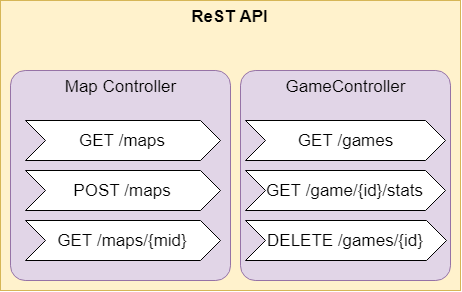 ReST API
Map Controller
GET /maps
POST /maps
GET /maps/{mid}
GameController
GET /games
GET /game/{id}/stats
DELETE /games/{id}